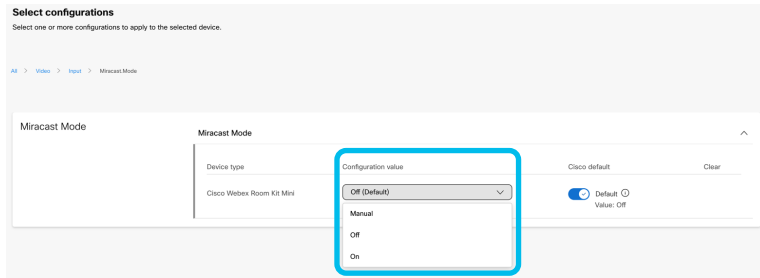 Select configurations
Select one or more configurations to apply to the selected device.
All > Video > Input > Miracast.Mode
Miracast Mode
Miracast Mode
Device type Configuration value Cisco default Clear
Cisco Webex Room Kit Mini Off (Default) Default
Value: Off
Manual
Off
On